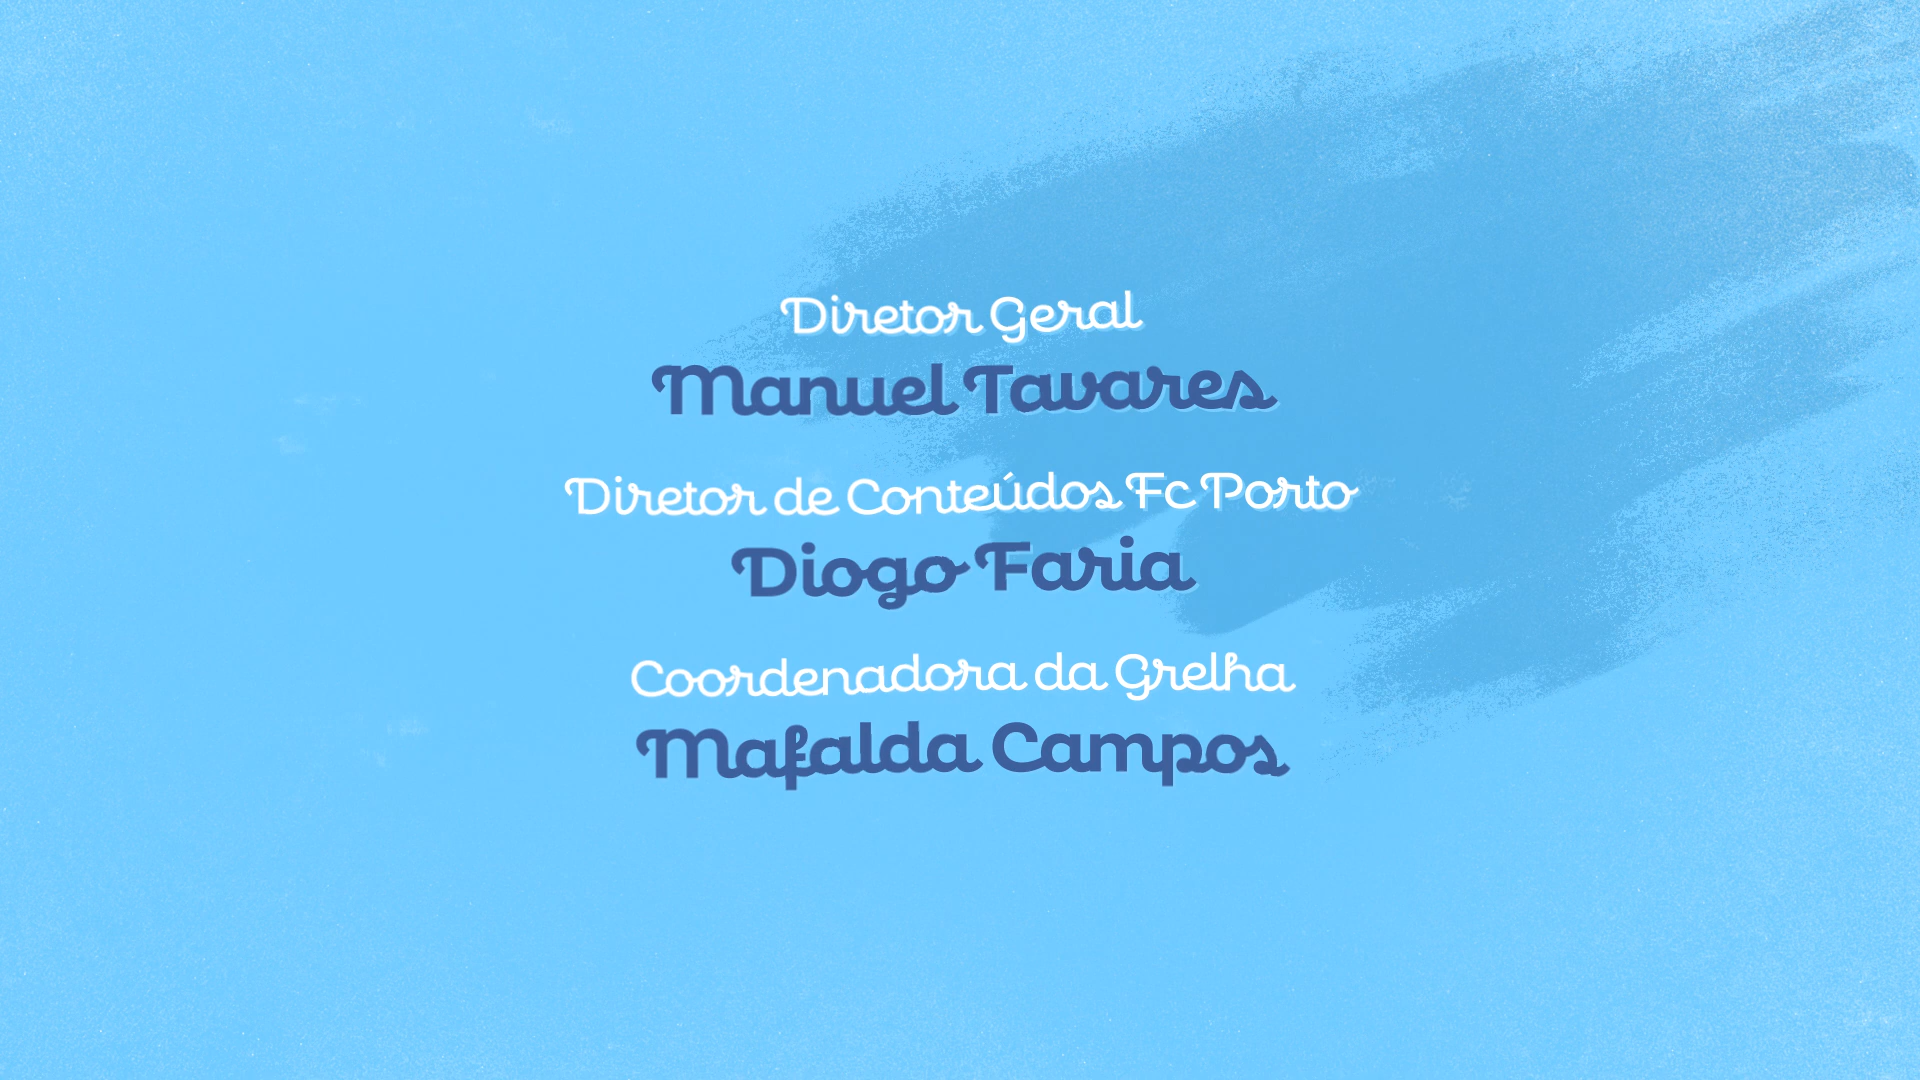 Diretor Geral
Manuel Tavares
Diretor de Conteúdos Fc Porto
Diogo Faria
Coordenadora da Grelha
Mafalda Campos